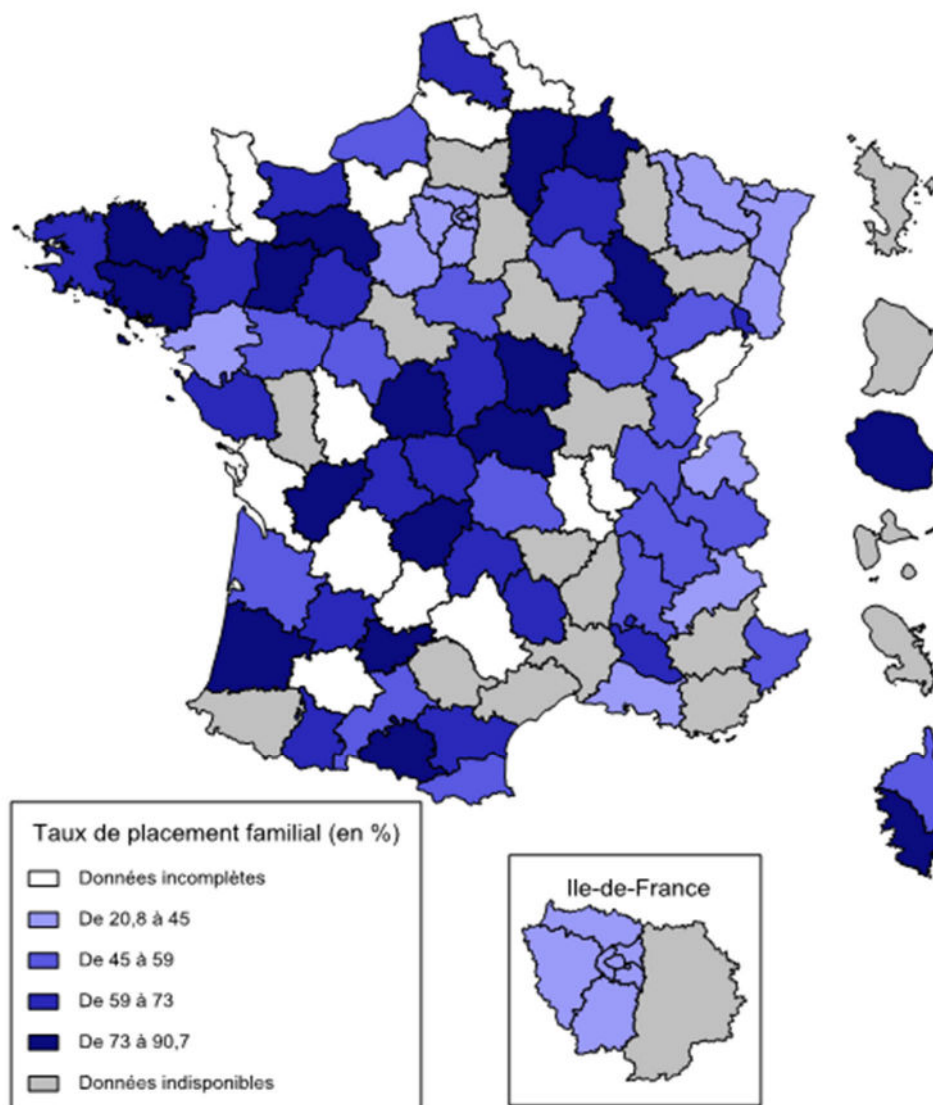 Taux de placement familial (en %)
Données incomplètes
De 20,8 à 45
De 45 à 59
De 59 à 73
De 73 à 90,7
Données indisponibles
Ile-de-France